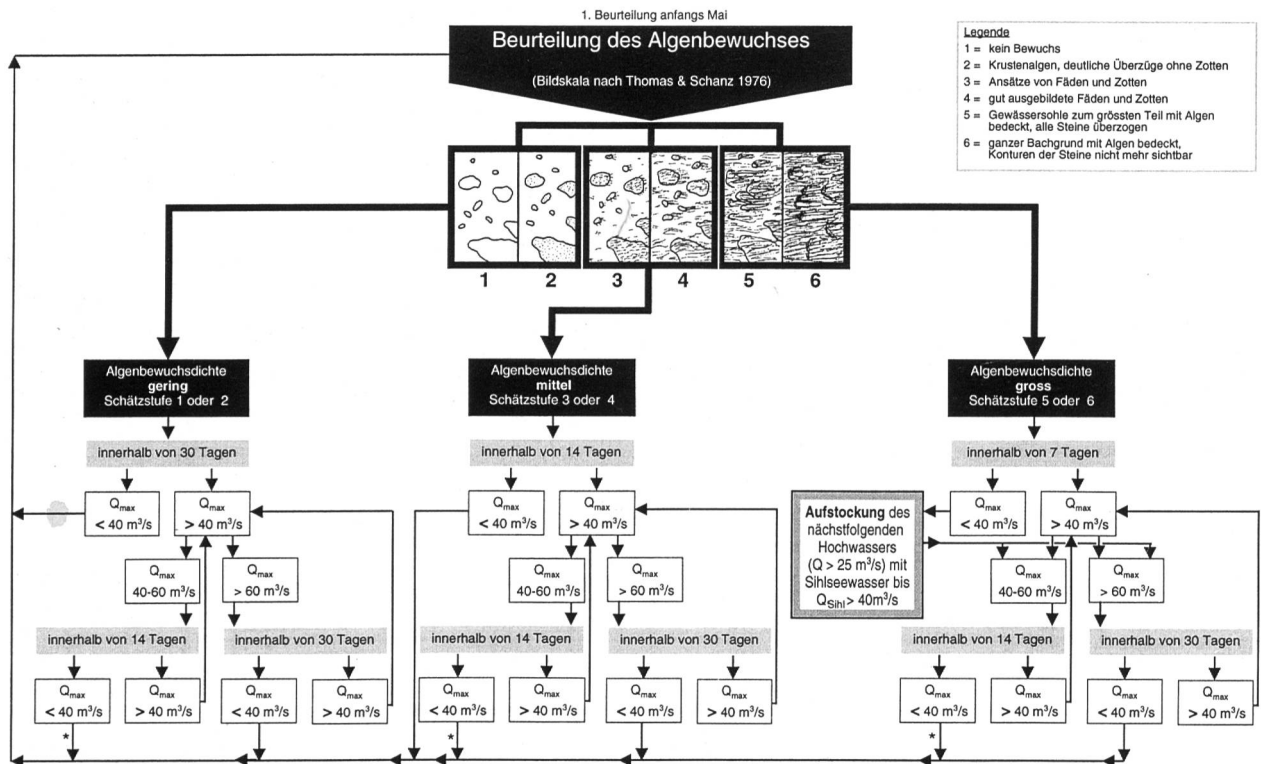 1. Beurteilung anfangs Mai
Beurteilung des Algenbewuchses
(Bildskala nach Thomas & Schanz 1976)
Legende
1 = kein Bewuchs
2 = Krustenalgen, deutliche Überzüge ohne Zotten
3 = Ansätze von Fäden und Zotten
4 = gut ausgebildete Fäden und Zotten
5 = Gewässersohle zum grössten Teil mit Algen
bedeckt, alle Steine überzogen
6 = ganzer Bachgrund mit Algen bedeckt,
Konturen der Steine nicht mehr sichtbar
1 2 3 4 5 6
Algenbewuchsdichte
gering
Schätzstufe 1 oder 2
innerhalb von 30 Tagen
Qmax
< 40 m³/s
Qmax
> 40 m³/s
Qmax
40-60 m³/s
Qmax
> 60 m³/s
innerhalb von 14 Tagen
innerhalb von 30 Tagen
Qmax
<40 m³/s
Qmax
> 40 m³/s
Qmax
< 40 m³/s
Qmax
> 40 m³/s
*
Algenbewuchsdichte
mittel
Schätzstufe 3 oder 4
innerhalb von 14 Tagen
Qmax
< 40 m³/s
Qmax
>40 m³/s
Qmax
40-60 m³/s
Qmax
> 60 m³/s
innerhalb von 14 Tagen
innerhalb von 30 Tagen
Qmax
<40 m³/s
Qmax
> 40 m³/s
Qmax
< 40 m³/s
Qmax
> 40 m³/s
*
Algenbewuchsdichte
gross
Schätzstufe 5 oder 6
innerhalb von 7 Tagen
Aufstockung des
nächstfolgenden
Hochwassers
(Q > 25 m³/s) mit
Sihlseewasser bis
QSihl > 40m³/s
Qmax
< 40 m³/s
Qmax
> 40 m³/s
Qmax
40-60 m³/s
Qmax
> 60 m³/s
innerhalb von 14 Tagen
innerhalb von 30 Tagen
Qmax
<40 m³/s
Qmax
> 40 m³/s
Qmax
< 40 m³/s
Qmax
> 40 m³/s
*